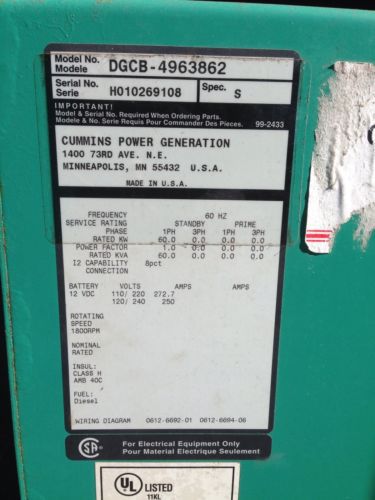 Model No.
Modele
DGCB-4963862
Serial No.
Serie
H010269108
Spec.
S
IMPORTANT!
Model & Serial No. Required When Ordering Parts.
Modele & No. Serie Requis Pour Commander Des Pieces. 99-2433
CUMMINS POWER GENERATION
1400 73RD AVE. N.E.
MINNEAPOLIS, MN 55432 U.S.A.
MADE IN U.S.A.
FREQUENCY 60 HZ
SERVICE RATING STANDBY PRIME
PHASE 1PH 3PH 1PH 3PH
RATED KW 60.0 0.0 0.0 0.0
POWER FACTOR 1.0 0.0 0.0 0.0
RATED KVA 60.0 0.0 0.0 0.0
I2 CAPABILITY 8pct
CONNECTION
BATTERY VOLTS AMPS AMPS
12 VDC 110/ 220 272.7
120/ 240 250
ROTATING
SPEED
1800RPM
NOMINAL
RATED
INSUL:
CLASS H
AMB 40C
FUEL:
Diesel
WIRING DIAGRAM 0612-6692-01 0612-6694-06
SA
For Electrical Equipment Only
Pour Material Electrique Seulement
UL LISTED
11KL